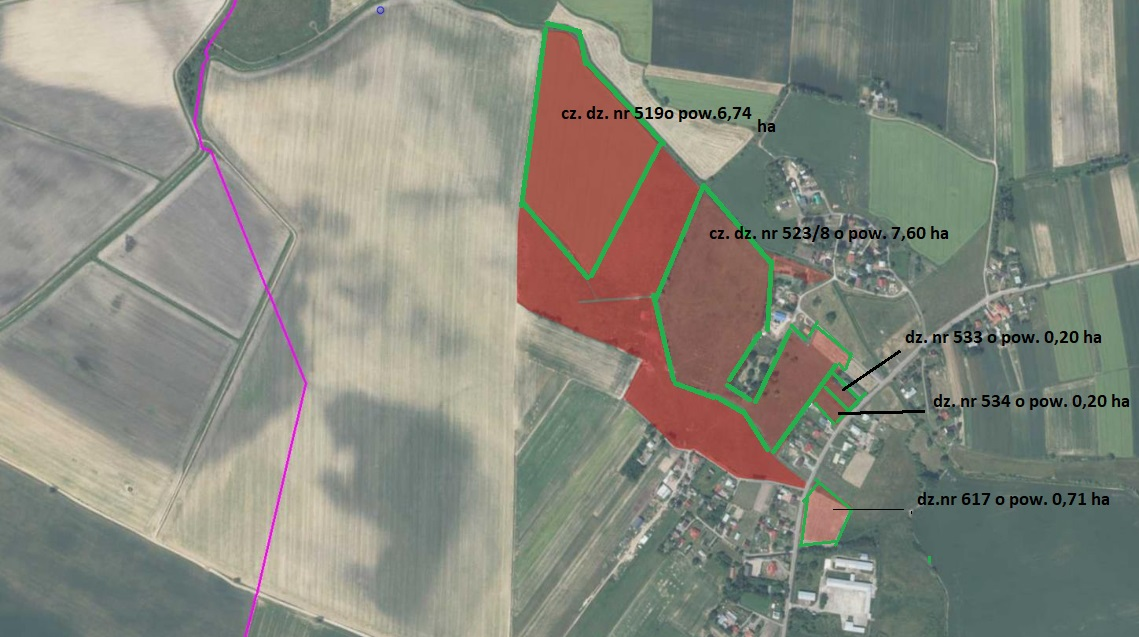 cz. dz. nr 519o pow.6,74
ha
cz. dz. nr 523/8 o pow. 7,60 ha
dz. nr 533 o pow. 0,20 ha
dz. nr 534 o pow. 0,20 ha
dz.nr 617 o pow. 0,71 ha